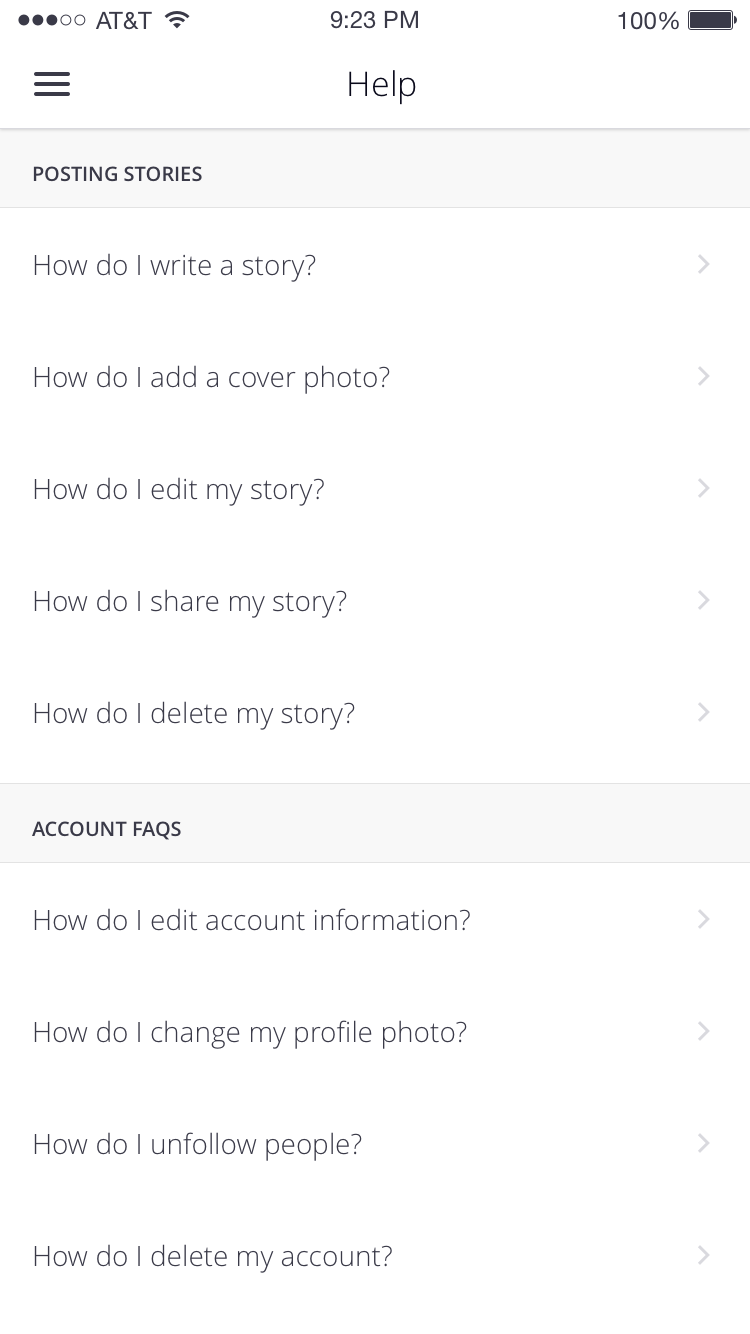 AT&T 9:23 PM 100%
Help
POSTING STORIES
How do I write a story?
How do I add a cover photo?
How do I edit my story?
How do I share my story?
How do I delete my story?
ACCOUNT FAQS
How do I edit account information?
How do I change my profile photo?
How do I unfollow people?
How do I delete my account?